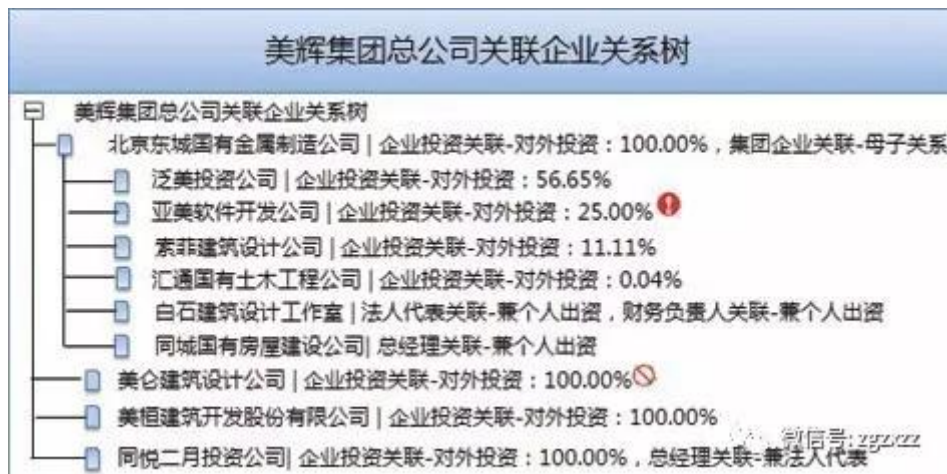 美辉集团总公司关联企业关系树
美辉集团总公司关联企业关系树
北京东城国有金属制造公司 | 企业投资关联-对外投资：100.00%，集团企业关联-母子关系
泛美投资公司 | 企业投资关联-对外投资：56.65%
亚美软件开发公司 | 企业投资关联-对外投资：25.00%
索菲建筑设计公司 | 企业投资关联-对外投资：11.11%
汇通国有土木工程公司 | 企业投资关联-对外投资：0.04%
白石建筑设计工作室 | 法人代表关联-兼个人出资，财务负责人关联-兼个人出资
同城国有房屋建设公司| 总经理关联-兼个人出资
美仑建筑设计公司 | 企业投资关联-对外投资：100.00%
美桓建筑开发股份有限公司 | 企业投资关联-对外投资：100.00%
同悦二月投资公司| 企业投资关联-对外投资：100.00%，总经理关联-兼法人代表
微信号:zgzxzz